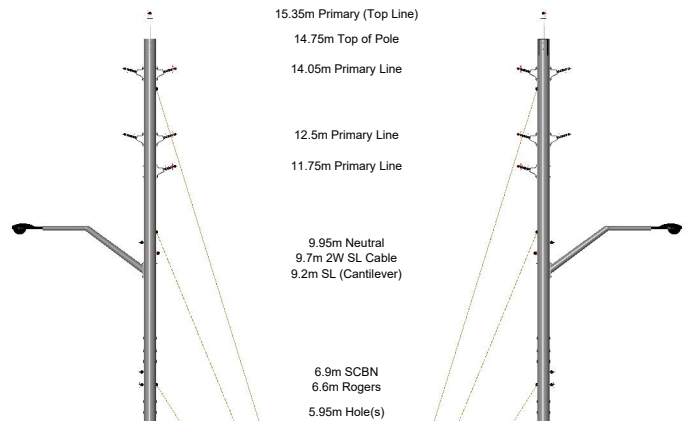 15.35m Primary (Top Line)
14.75m Top of Pole
14.05m Primary Line
12.5m Primary Line
11.75m Primary Line
9.95m Neutral
9.7m 2W SL Cable
9.2m SL (Cantilever)
6.9m SCBN
6.6m Rogers
5.95m Hole(s)